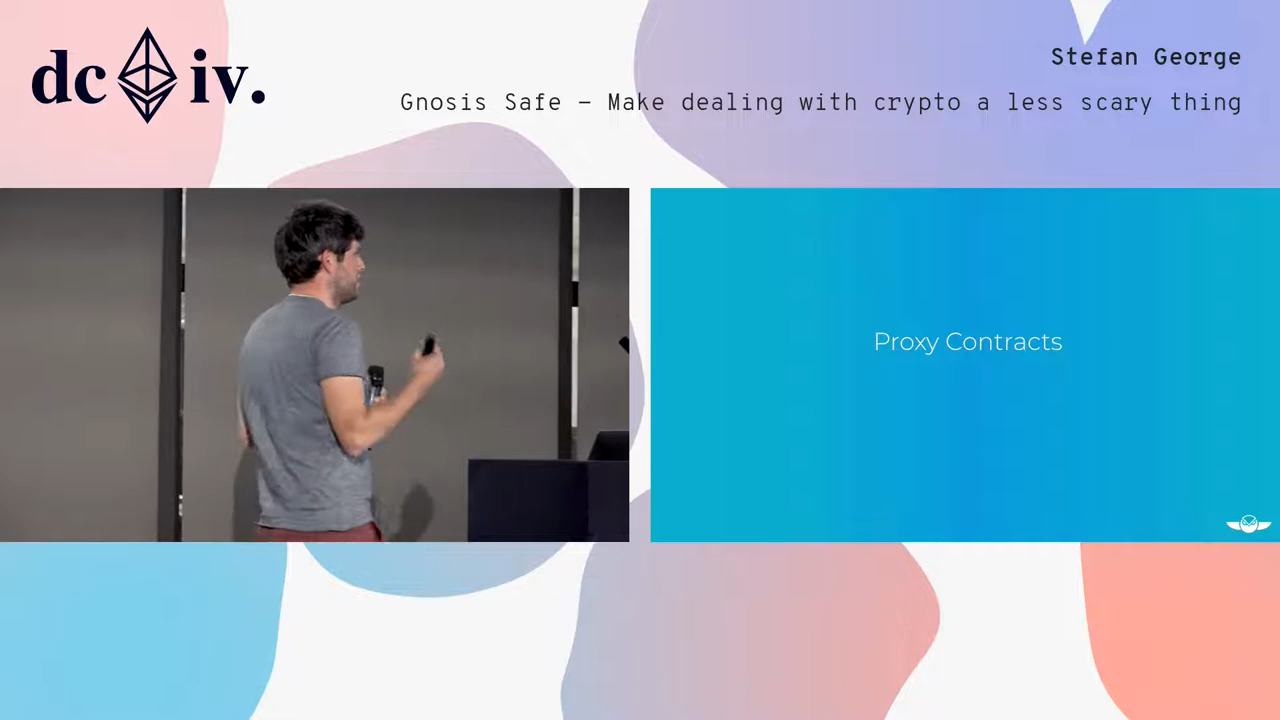 dc iv.
Stefan George
Gnosis Safe – Make dealing with crypto a less scary thing
Proxy Contracts